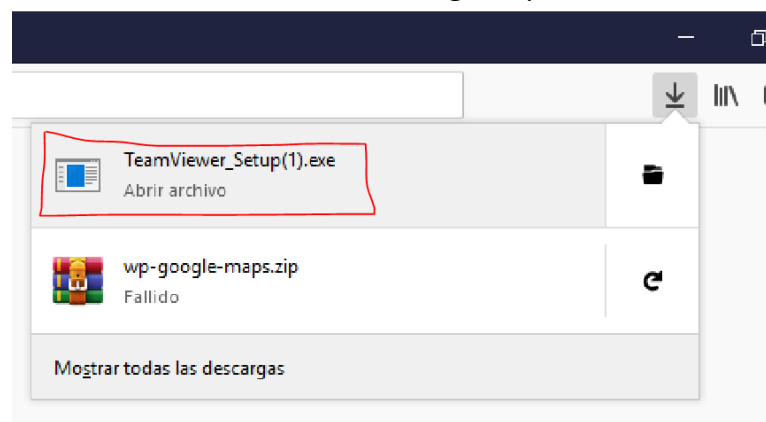 TeamViewer_Setup(1).exe
Abrir archivo
wp-google-maps.zip
Fallido
Mostrar todas las descargas